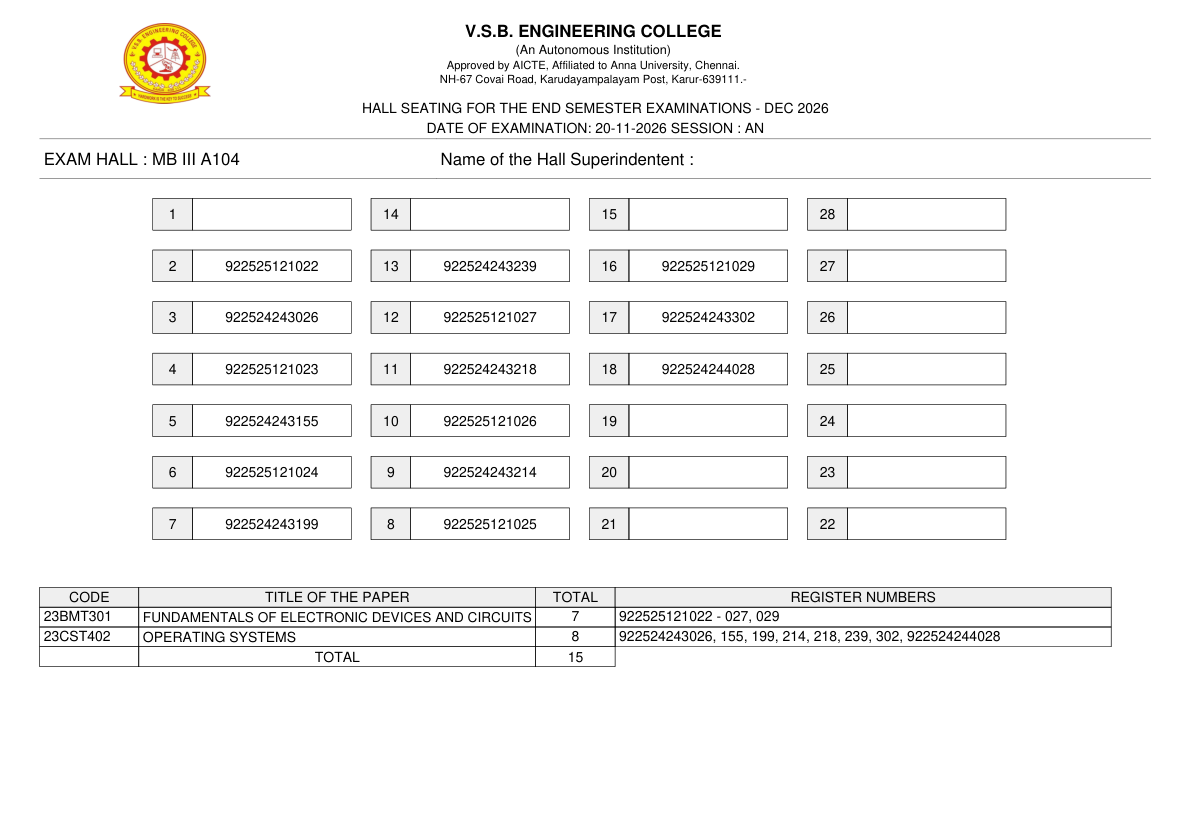 V.S.B. ENGINEERING COLLEGE
(An Autonomous Institution)
Approved by AICTE, Affiliated to Anna University, Chennai.
NH-67 Covai Road, Karudayampalayam Post, Karur-639111.-
HALL SEATING FOR THE END SEMESTER EXAMINATIONS - DEC 2026
DATE OF EXAMINATION: 20-11-2026 SESSION : AN
EXAM HALL : MB III A104 Name of the Hall Superintendent :
1 14 15 28
2 922525121022 13 922524243239 16 922525121029 27
3 922524243026 12 922525121027 17 922524243302 26
4 922525121023 11 922524243218 18 922524244028 25
5 922524243155 10 922525121026 19 24
6 922525121024 9 922524243214 20 23
7 922524243199 8 922525121025 21 22
CODE TITLE OF THE PAPER TOTAL REGISTER NUMBERS
23BMT301 FUNDAMENTALS OF ELECTRONIC DEVICES AND CIRCUITS 7 922525121022 - 027, 029
23CST402 OPERATING SYSTEMS 8 922524243026, 155, 199, 214, 218, 239, 302, 922524244028
TOTAL 15